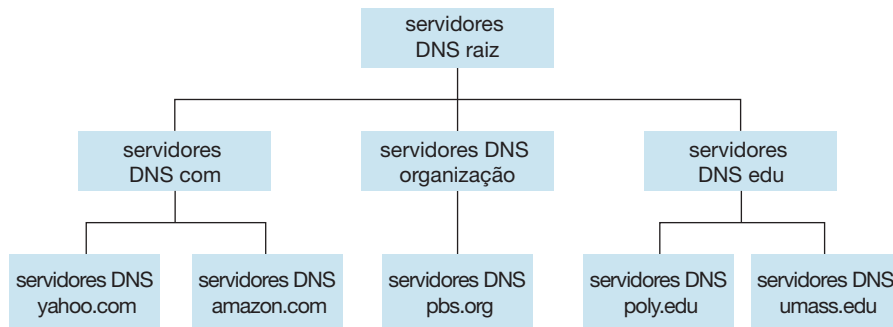 servidores
DNS raiz
servidores
DNS com
servidores DNS
organização
servidores
DNS edu
servidores DNS
yahoo.com
servidores DNS
amazon.com
servidores DNS
pbs.org
servidores DNS
poly.edu
servidores DNS
umass.edu